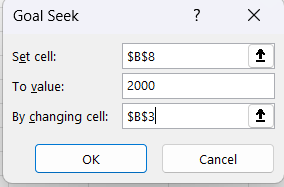 Goal Seek ?
Set cell: $B$8
To value: 2000
By changing cell: $B$3
OK Cancel